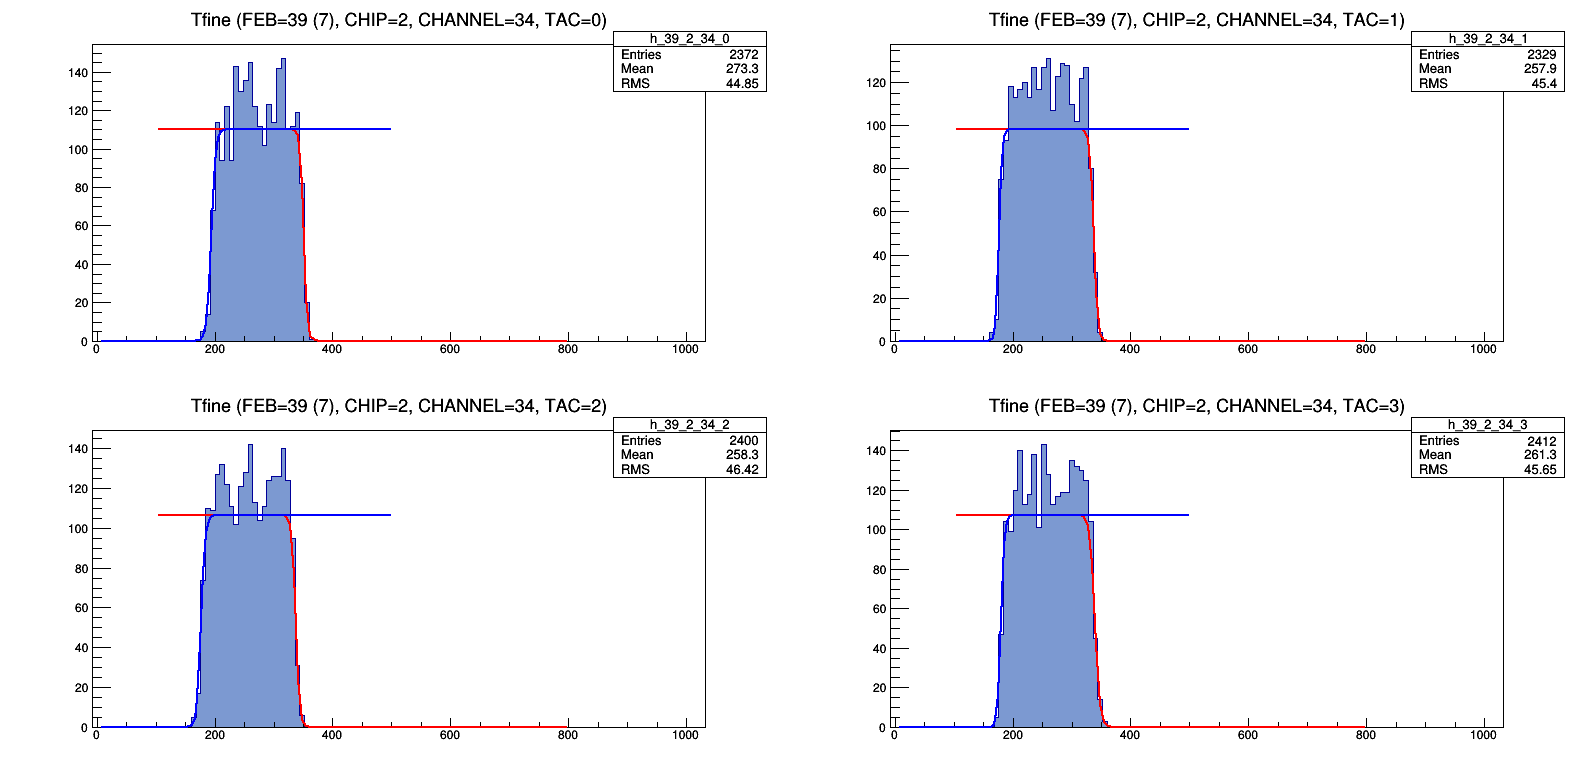 Tfine (FEB=39 (7), CHIP=2, CHANNEL=34, TAC=0)
h_39_2_34_0
Entries 2372
Mean 273.3
RMS 44.85
140
120
100
80
60
40
20
0
0 200 400 600 800 1000
Tfine (FEB=39 (7), CHIP=2, CHANNEL=34, TAC=1)
h_39_2_34_1
Entries 2329
Mean 257.9
RMS 45.4
120
100
80
60
40
20
0
0 200 400 600 800 1000
Tfine (FEB=39 (7), CHIP=2, CHANNEL=34, TAC=2)
h_39_2_34_2
Entries 2400
Mean 258.3
RMS 46.42
140
120
100
80
60
40
20
0
0 200 400 600 800 1000
Tfine (FEB=39 (7), CHIP=2, CHANNEL=34, TAC=3)
h_39_2_34_3
Entries 2412
Mean 261.3
RMS 45.65
140
120
100
80
60
40
20
0
0 200 400 600 800 1000